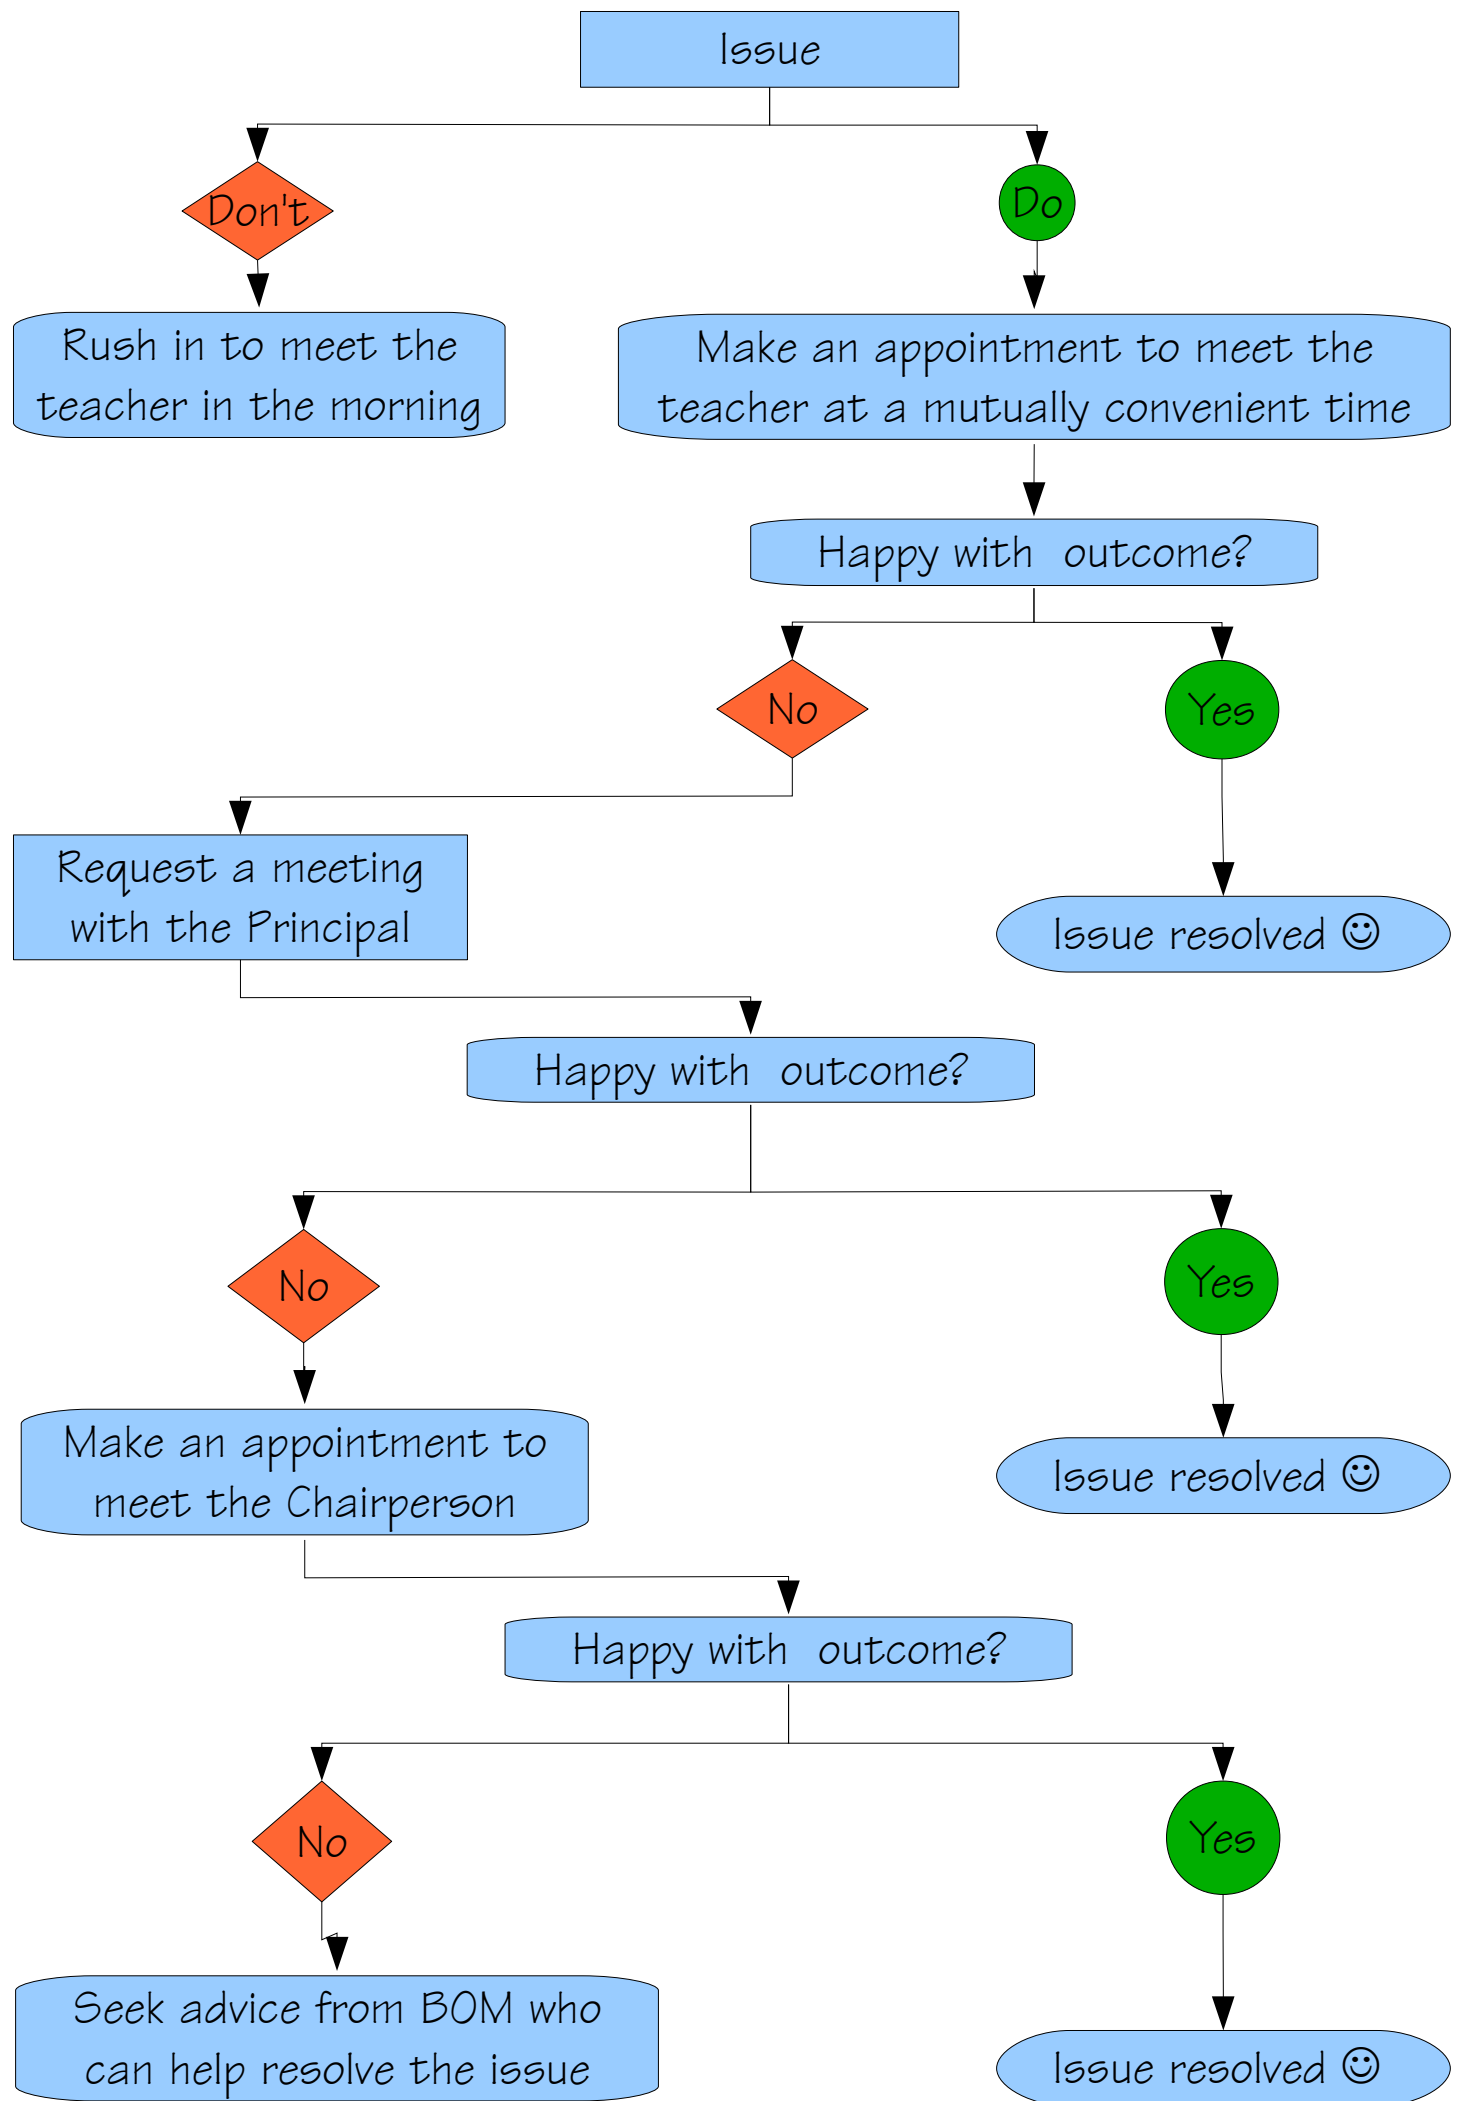 Issue
Don't
Do
Rush in to meet the
teacher in the morning
Make an appointment to meet the
teacher at a mutually convenient time
Happy with outcome?
No
Yes
Request a meeting
with the Principal
Issue resolved ☺
Happy with outcome?
No
Yes
Make an appointment to
meet the Chairperson
Issue resolved ☺
Happy with outcome?
No
Yes
Seek advice from BOM who
can help resolve the issue
Issue resolved ☺